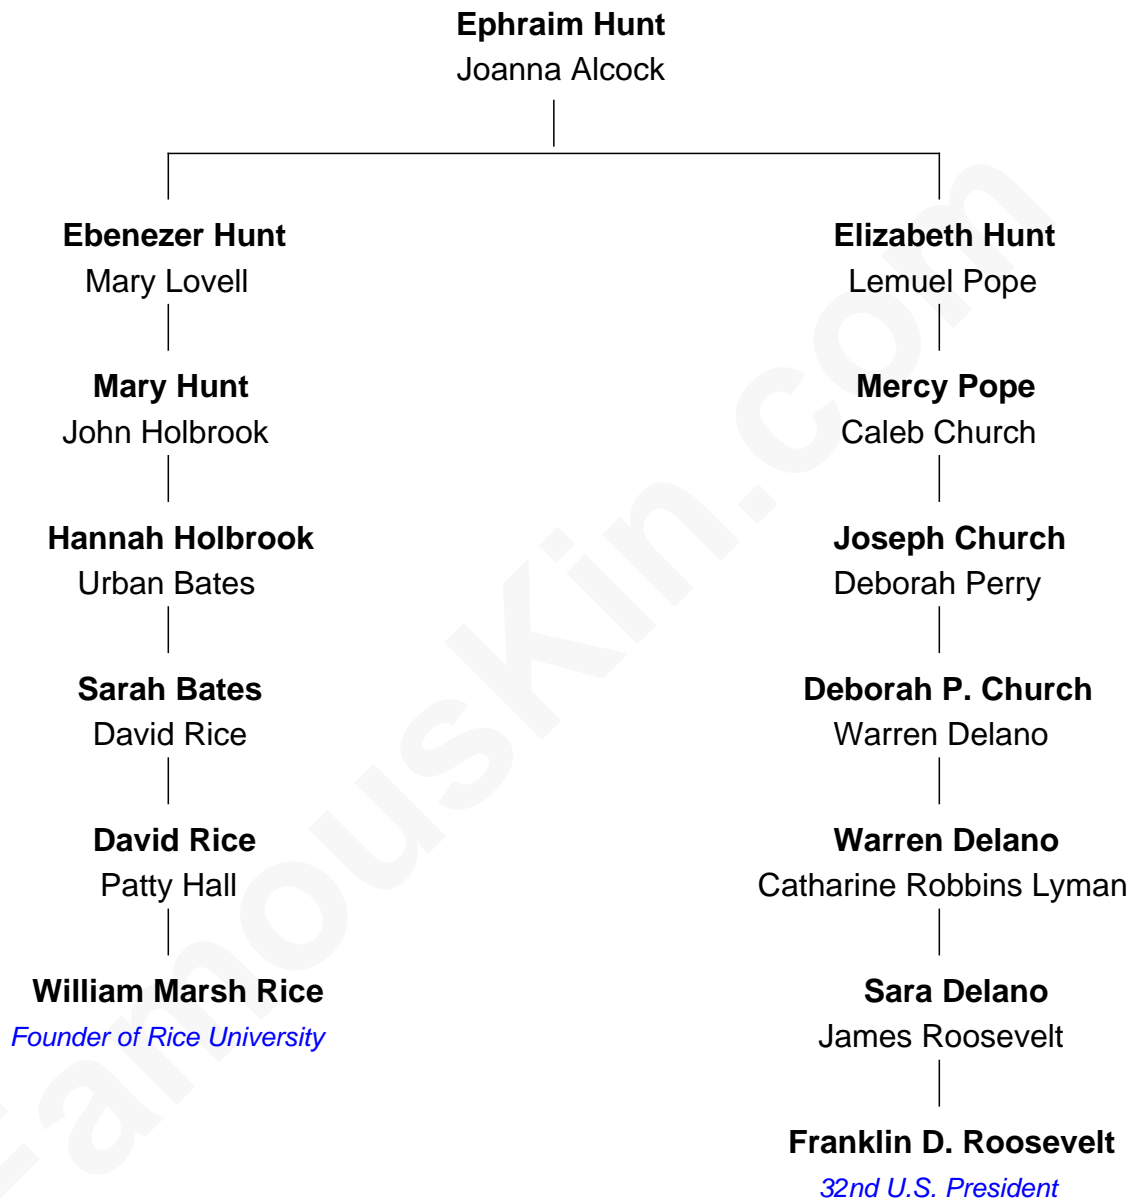 Ephraim Hunt
Joanna Alcock
Ebenezer Hunt
Mary Lovell
Elizabeth Hunt
Lemuel Pope
Mary Hunt
John Holbrook
Mercy Pope
Caleb Church
Hannah Holbrook
Urban Bates
Joseph Church
Deborah Perry
Sarah Bates
David Rice
Deborah P. Church
Warren Delano
David Rice
Patty Hall
Warren Delano
Catharine Robbins Lyman
William Marsh Rice
Founder of Rice University
Sara Delano
James Roosevelt
Franklin D. Roosevelt
32nd U.S. President
FamousKin.com